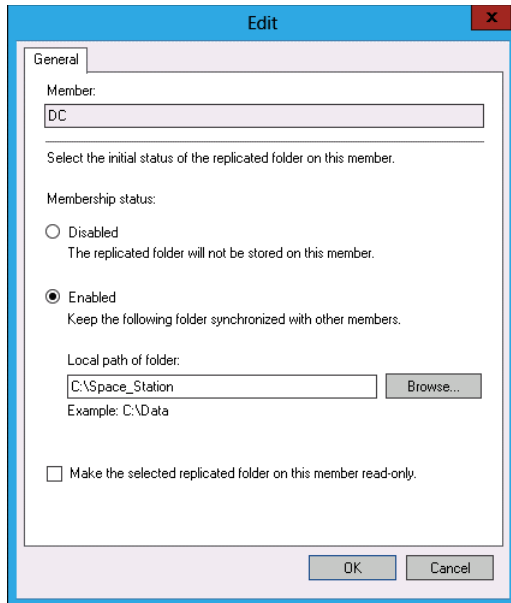 Edit
x
General
Member:
DC
Select the initial status of the replicated folder on this member.
Membership status:
Disabled
The replicated folder will not be stored on this member.
Enabled
Keep the following folder synchronized with other members.
Local path of folder:
C:\Space_Station
Browse...
Example: C:\Data
Make the selected replicated folder on this member read-only.
OK
Cancel